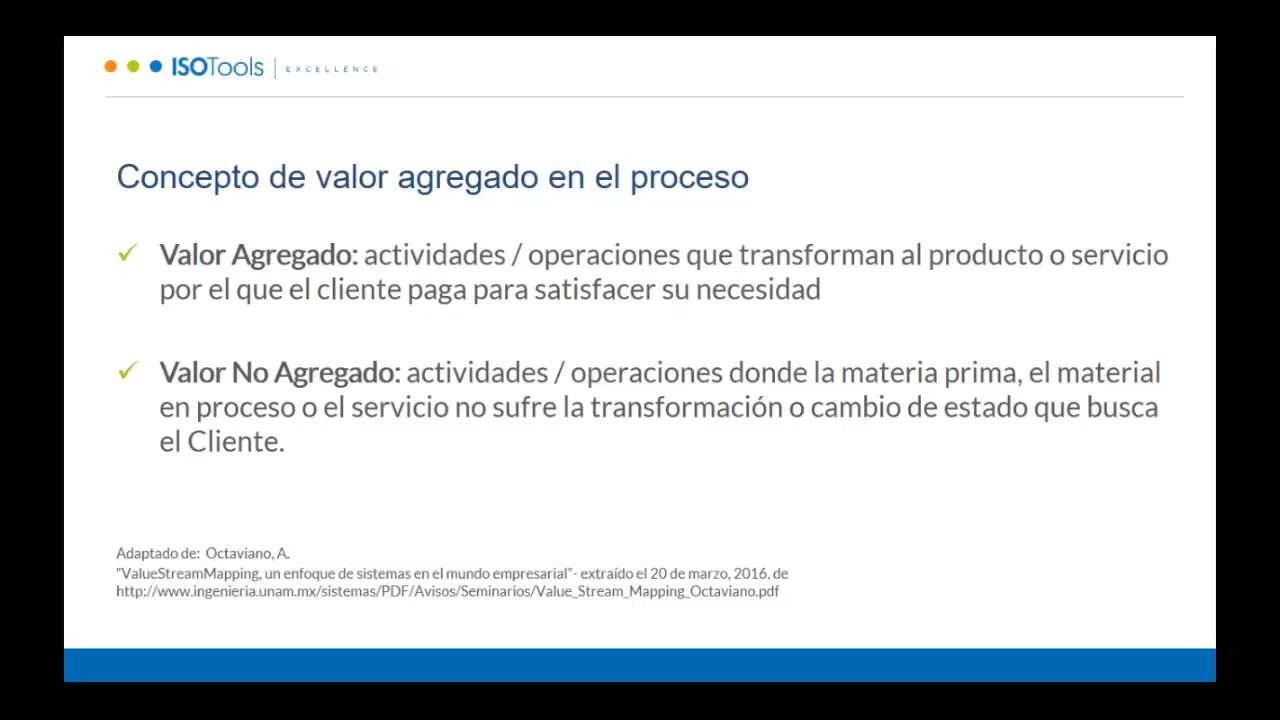 ISOTools | EXCELLENCE
Concepto de valor agregado en el proceso
✓ Valor Agregado: actividades / operaciones que transforman al producto o servicio
por el que el cliente paga para satisfacer su necesidad
✓ Valor No Agregado: actividades / operaciones donde la materia prima, el material
en proceso o el servicio no sufre la transformación o cambio de estado que busca
el Cliente.
Adaptado de: Octaviano, A.
"ValueStreamMapping, un enfoque de sistemas en el mundo empresarial"- extraído el 20 de marzo, 2016, de
http://www.ingenieria.unam.mx/sistemas/PDF/Avisos/Seminarios/Value_Stream_Mapping_Octaviano.pdf